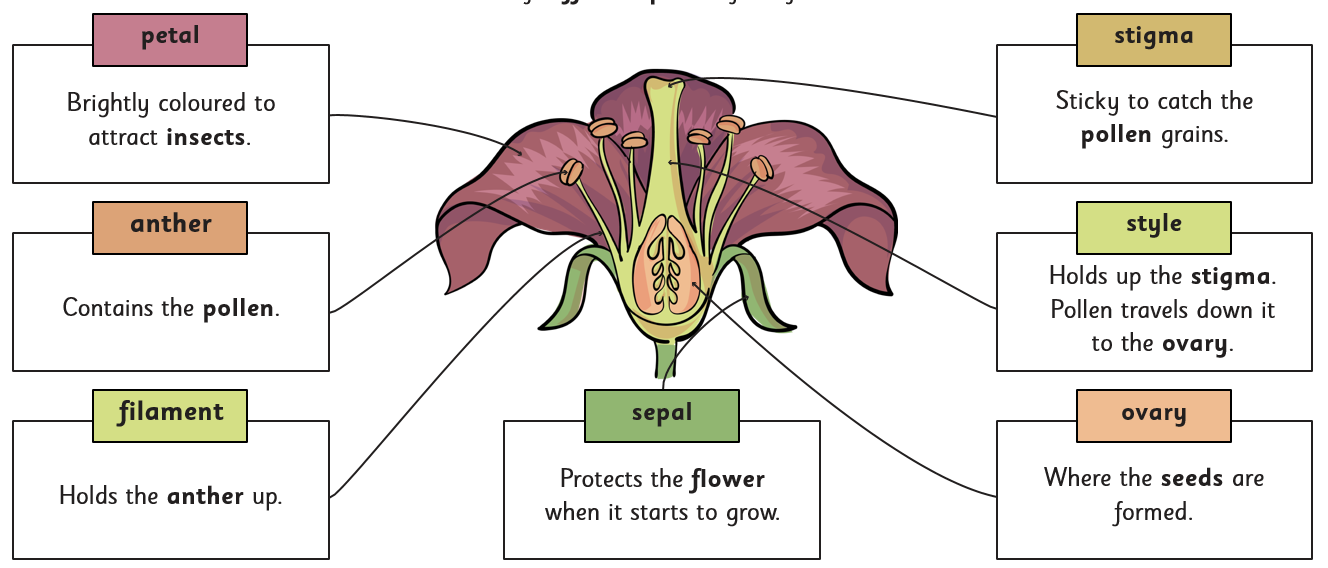 petal
Brightly coloured to
attract insects.
stigma
Sticky to catch the
pollen grains.
anther
Contains the pollen.
style
Holds up the stigma.
Pollen travels down it
to the ovary.
filament
Holds the anther up.
sepal
Protects the flower
when it starts to grow.
ovary
Where the seeds are
formed.